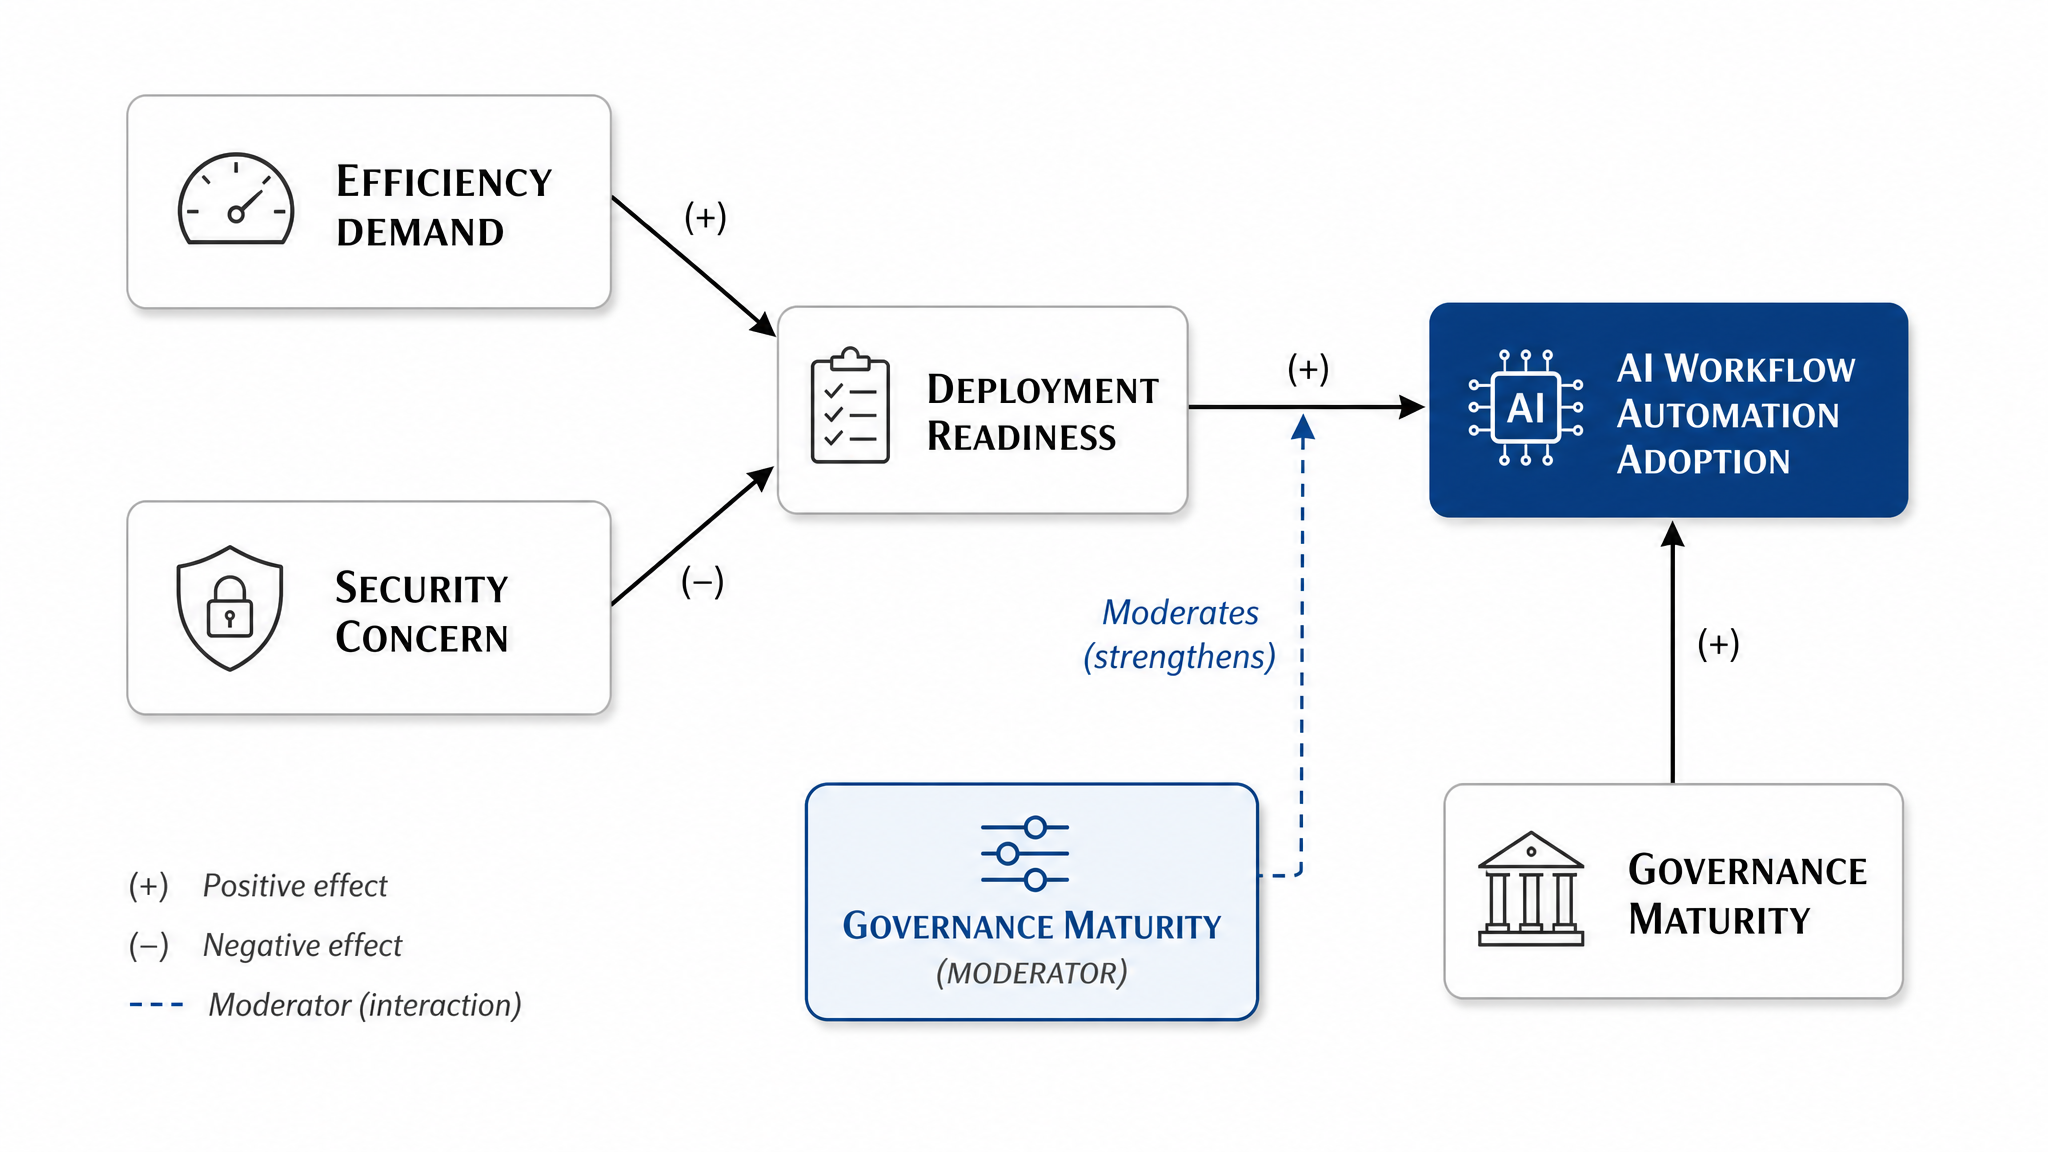 EFFICIENCY
DEMAND
(+)
DEPLOYMENT
READINESS
(+)
AI
AI WORKFLOW
AUTOMATION
ADOPTION
SECURITY
CONCERN
(–)
Moderates
(strengthens)
(+)
GOVERNANCE MATURITY
(MODERATOR)
GOVERNANCE
MATURITY
(+) Positive effect
(–) Negative effect
Moderator (interaction)